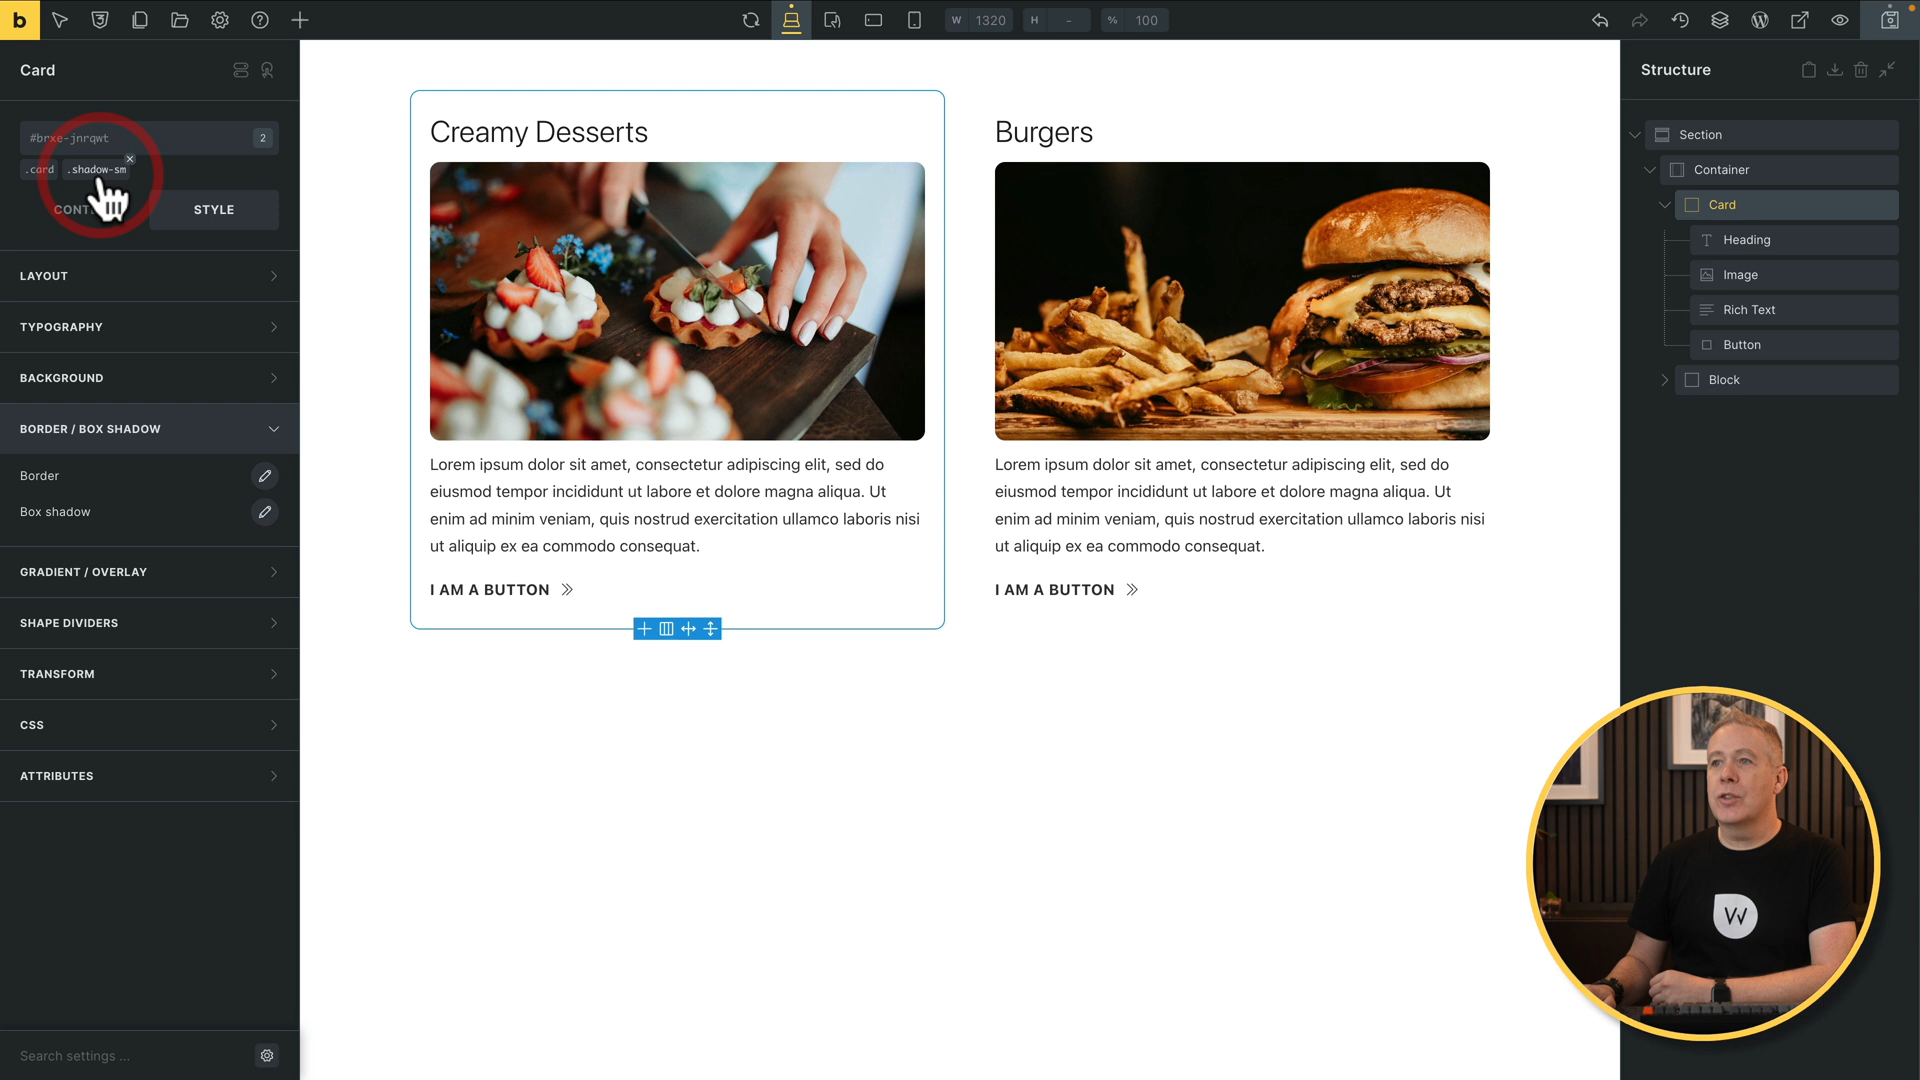 b
W 1320
H -
% 100
Card
#brxe-jnrqwt
2
.card
.shadow-sm
CONT
STYLE
LAYOUT
TYPOGRAPHY
BACKGROUND
BORDER / BOX SHADOW
Border
Box shadow
GRADIENT / OVERLAY
SHAPE DIVIDERS
TRANSFORM
CSS
ATTRIBUTES
Search settings ...
Creamy Desserts
Lorem ipsum dolor sit amet, consectetur adipiscing elit, sed do
eiusmod tempor incididunt ut labore et dolore magna aliqua. Ut
enim ad minim veniam, quis nostrud exercitation ullamco laboris nisi
ut aliquip ex ea commodo consequat.
I AM A BUTTON
Burgers
Lorem ipsum dolor sit amet, consectetur adipiscing elit, sed do
eiusmod tempor incididunt ut labore et dolore magna aliqua. Ut
enim ad minim veniam, quis nostrud exercitation ullamco laboris nisi
ut aliquip ex ea commodo consequat.
I AM A BUTTON
Structure
Section
Container
Card
Heading
Image
Rich Text
Button
Block
W